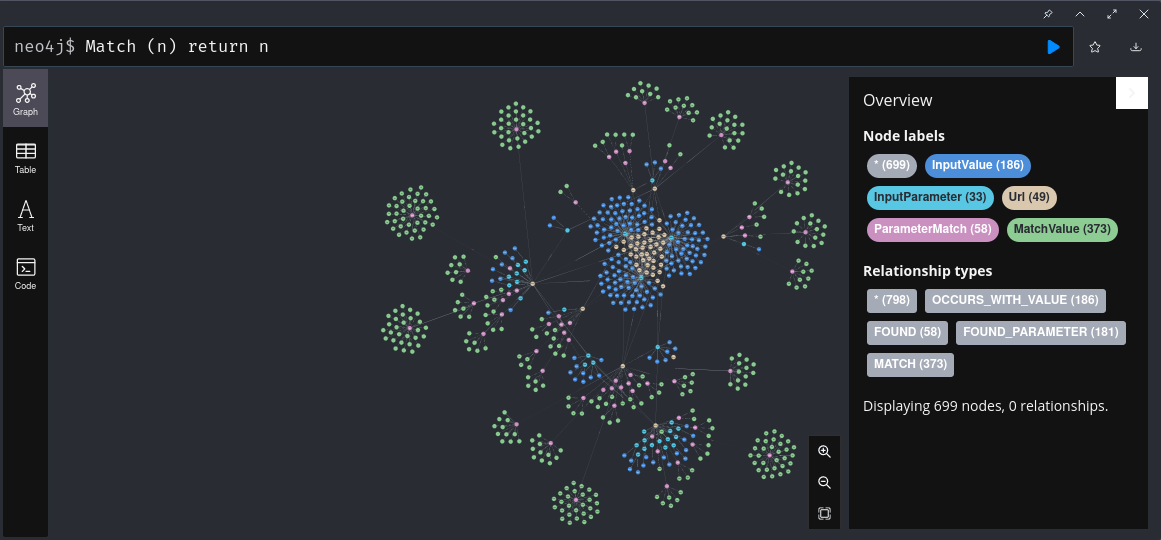 neo4j$ Match (n) return n
Graph
Table
Text
Code
Overview
Node labels
* (699) InputValue (186)
InputParameter (33) Url (49)
ParameterMatch (58) MatchValue (373)
Relationship types
* (798) OCCURS_WITH_VALUE (186)
FOUND (58) FOUND_PARAMETER (181)
MATCH (373)
Displaying 699 nodes, 0 relationships.